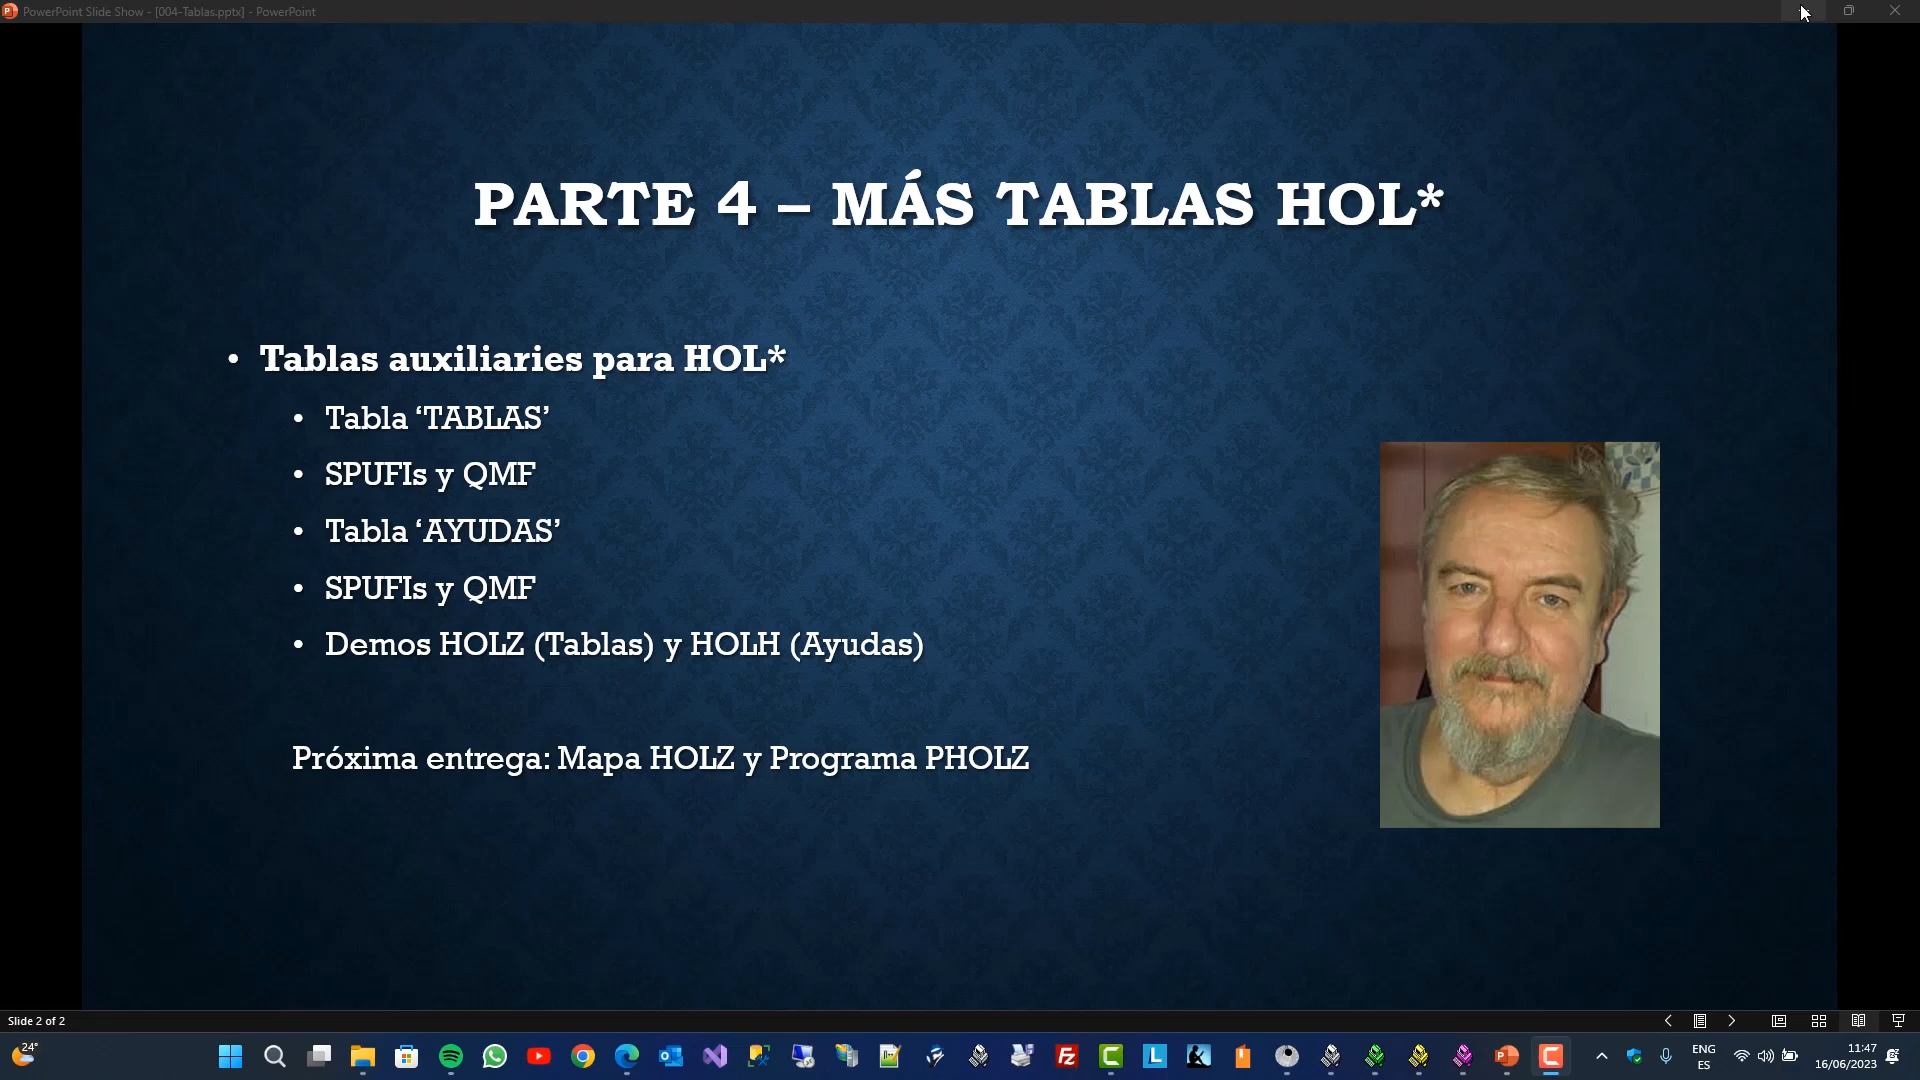 PowerPoint Slide Show - [004-Tablas.pptx] - PowerPoint
PARTE 4 – MÁS TABLAS HOL*
• Tablas auxiliaries para HOL*
• Tabla ‘TABLAS’
• SPUFIs y QMF
• Tabla ‘AYUDAS’
• SPUFIs y QMF
• Demos HOLZ (Tablas) y HOLH (Ayudas)
Próxima entrega: Mapa HOLZ y Programa PHOLZ
Slide 2 of 2
24°
ENG
ES
11:47
16/06/2023